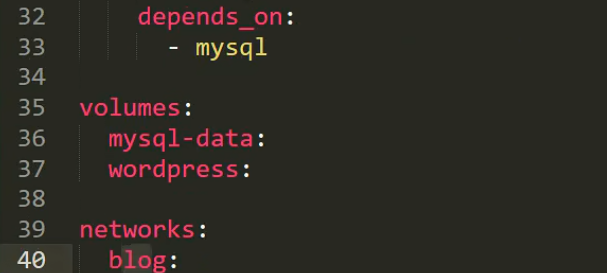 32 depends_on:
33 - mysql
34
35 volumes:
36 mysql-data:
37 wordpress:
38
39 networks:
40 blog: